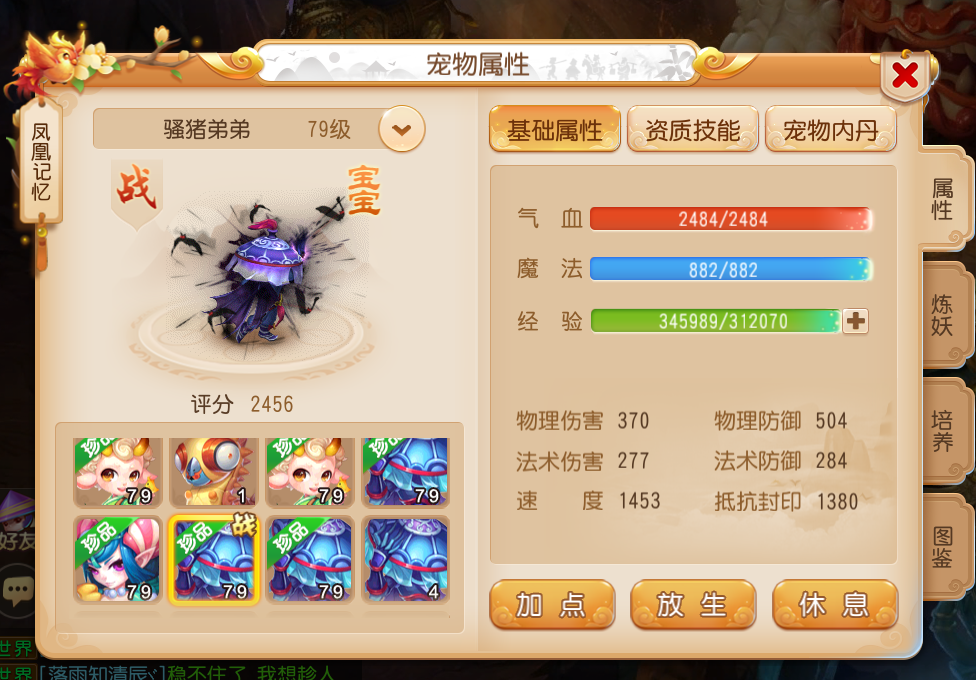 宠物属性
凤凰记忆
骚猪弟弟 79级
战
宝宝
评分 2456
珍品 79
1
珍品 79
珍品 79
珍品 79
珍品 战 79
珍品 79
4
基础属性 资质技能 宠物内丹
气血 2484/2484
魔法 882/882
经验 345989/312070
物理伤害 370 物理防御 504
法术伤害 277 法术防御 284
速度 1453 抵抗封印 1380
加点 放生 休息
属性
炼妖
培养
图鉴
好友
世界
世界 [落雨知清辰ヾ]稳不住了 我想趁人